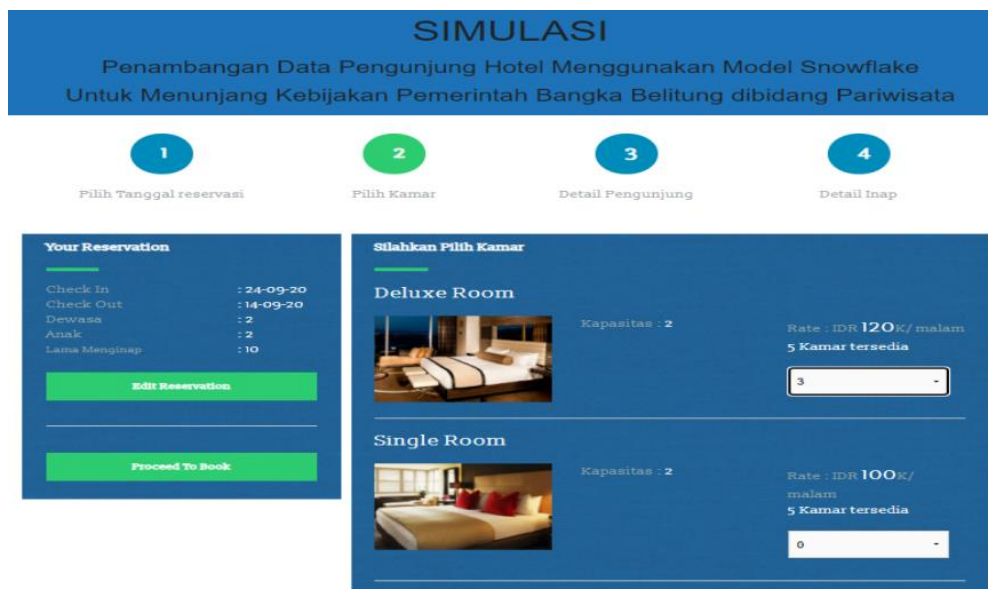 SIMULASI
Penambangan Data Pengunjung Hotel Menggunakan Model Snowflake
Untuk Menunjang Kebijakan Pemerintah Bangka Belitung dibidang Pariwisata
1
2
3
4
Pilih Tanggal reservasi
Pilih Kamar
Detail Pengunjung
Detail Inap
Your Reservation
Check In : 24-09-20
Check Out : 14-09-20
Dewasa : 2
Anak : 2
Lama Menginap : 10
Edit Reservation
Proceed To Book
Silahkan Pilih Kamar
Deluxe Room
Kapasitas : 2
Rate : IDR 120K/ malam
5 Kamar tersedia
3
Single Room
Kapasitas : 2
Rate : IDR 100K/
malam
5 Kamar tersedia
0